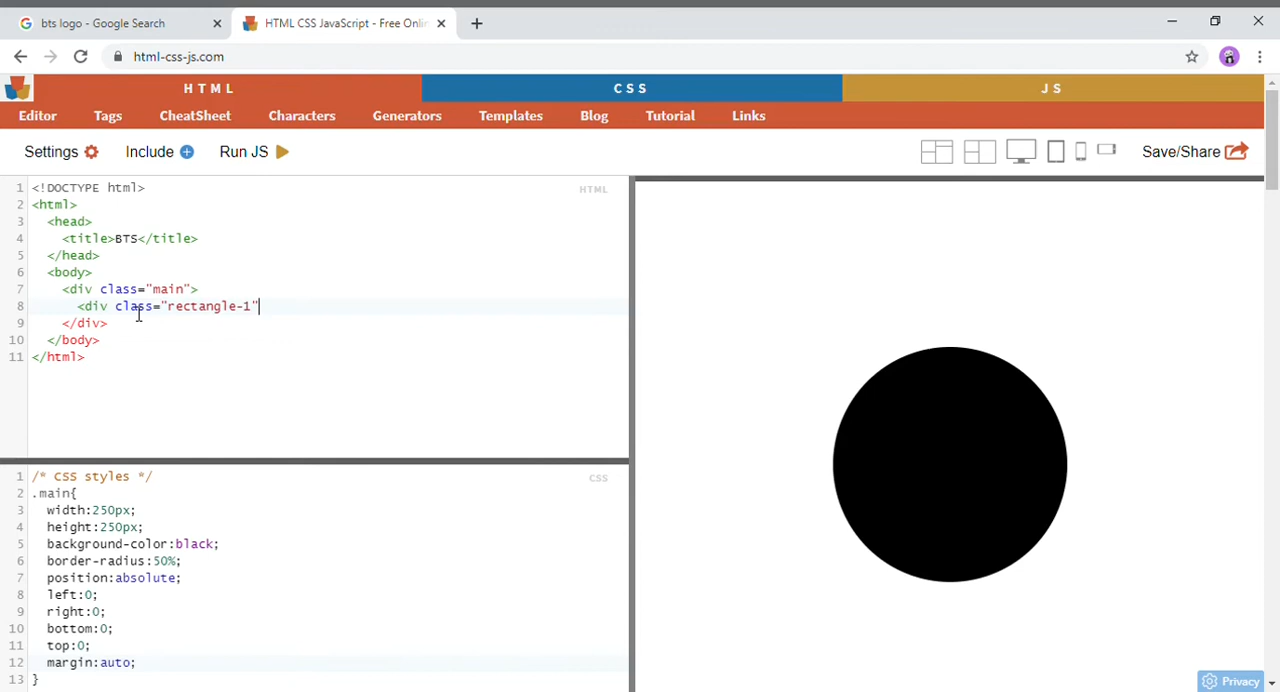 bts logo - Google Search
HTML CSS JavaScript - Free Onlin
html-css-js.com
HTML
CSS
JS
Editor
Tags
CheatSheet
Characters
Generators
Templates
Blog
Tutorial
Links
Settings
Include
Run JS
Save/Share
1 <!DOCTYPE html>
HTML
2 <html>
3 <head>
4 <title>BTS</title>
5 </head>
6 <body>
7 <div class="main">
8 <div class="rectangle-1"
9 </div>
10 </body>
11 </html>
1 /* CSS styles */
CSS
2 .main{
3 width:250px;
4 height:250px;
5 background-color:black;
6 border-radius:50%;
7 position:absolute;
8 left:0;
9 right:0;
10 bottom:0;
11 top:0;
12 margin:auto;
13 }
Privacy